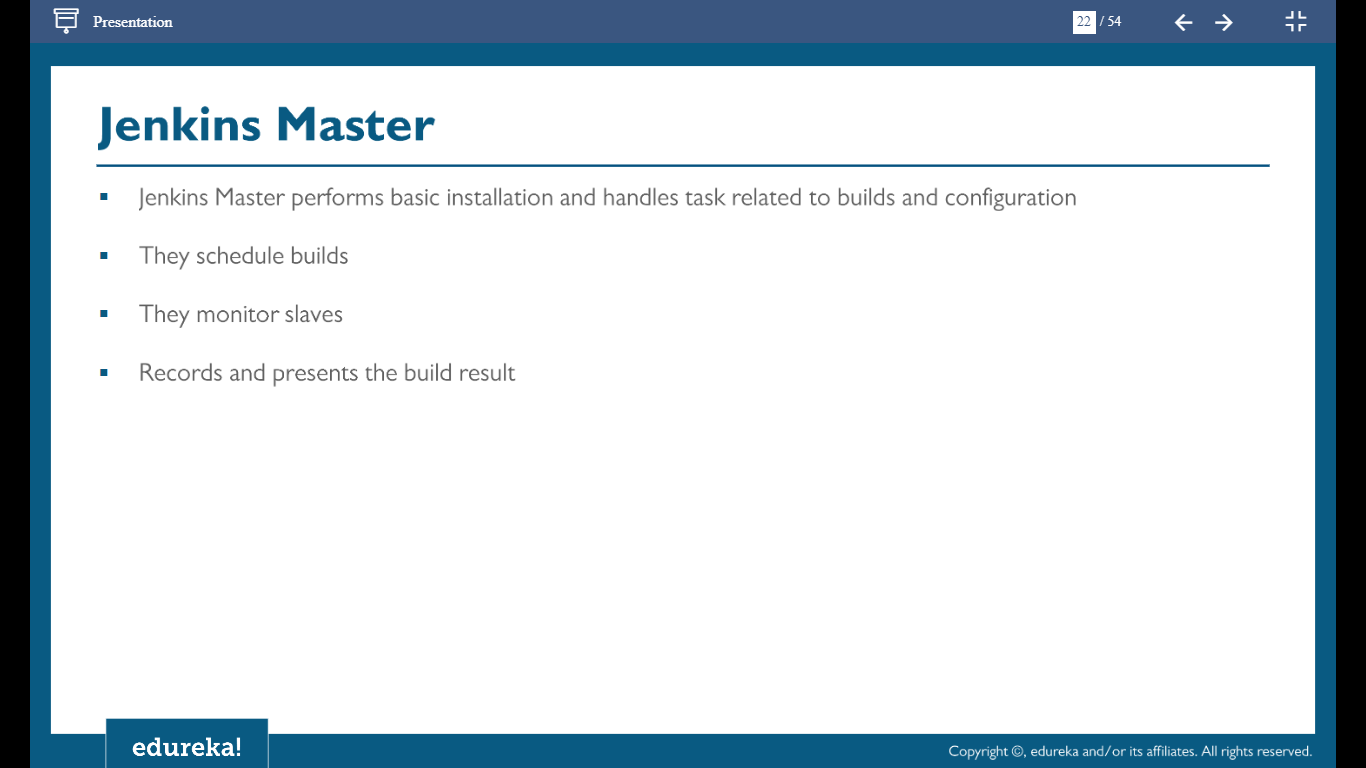 Presentation
22 / 54
Jenkins Master
▪ Jenkins Master performs basic installation and handles task related to builds and configuration
▪ They schedule builds
▪ They monitor slaves
▪ Records and presents the build result
edureka!
Copyright ©, edureka and/or its affiliates. All rights reserved.